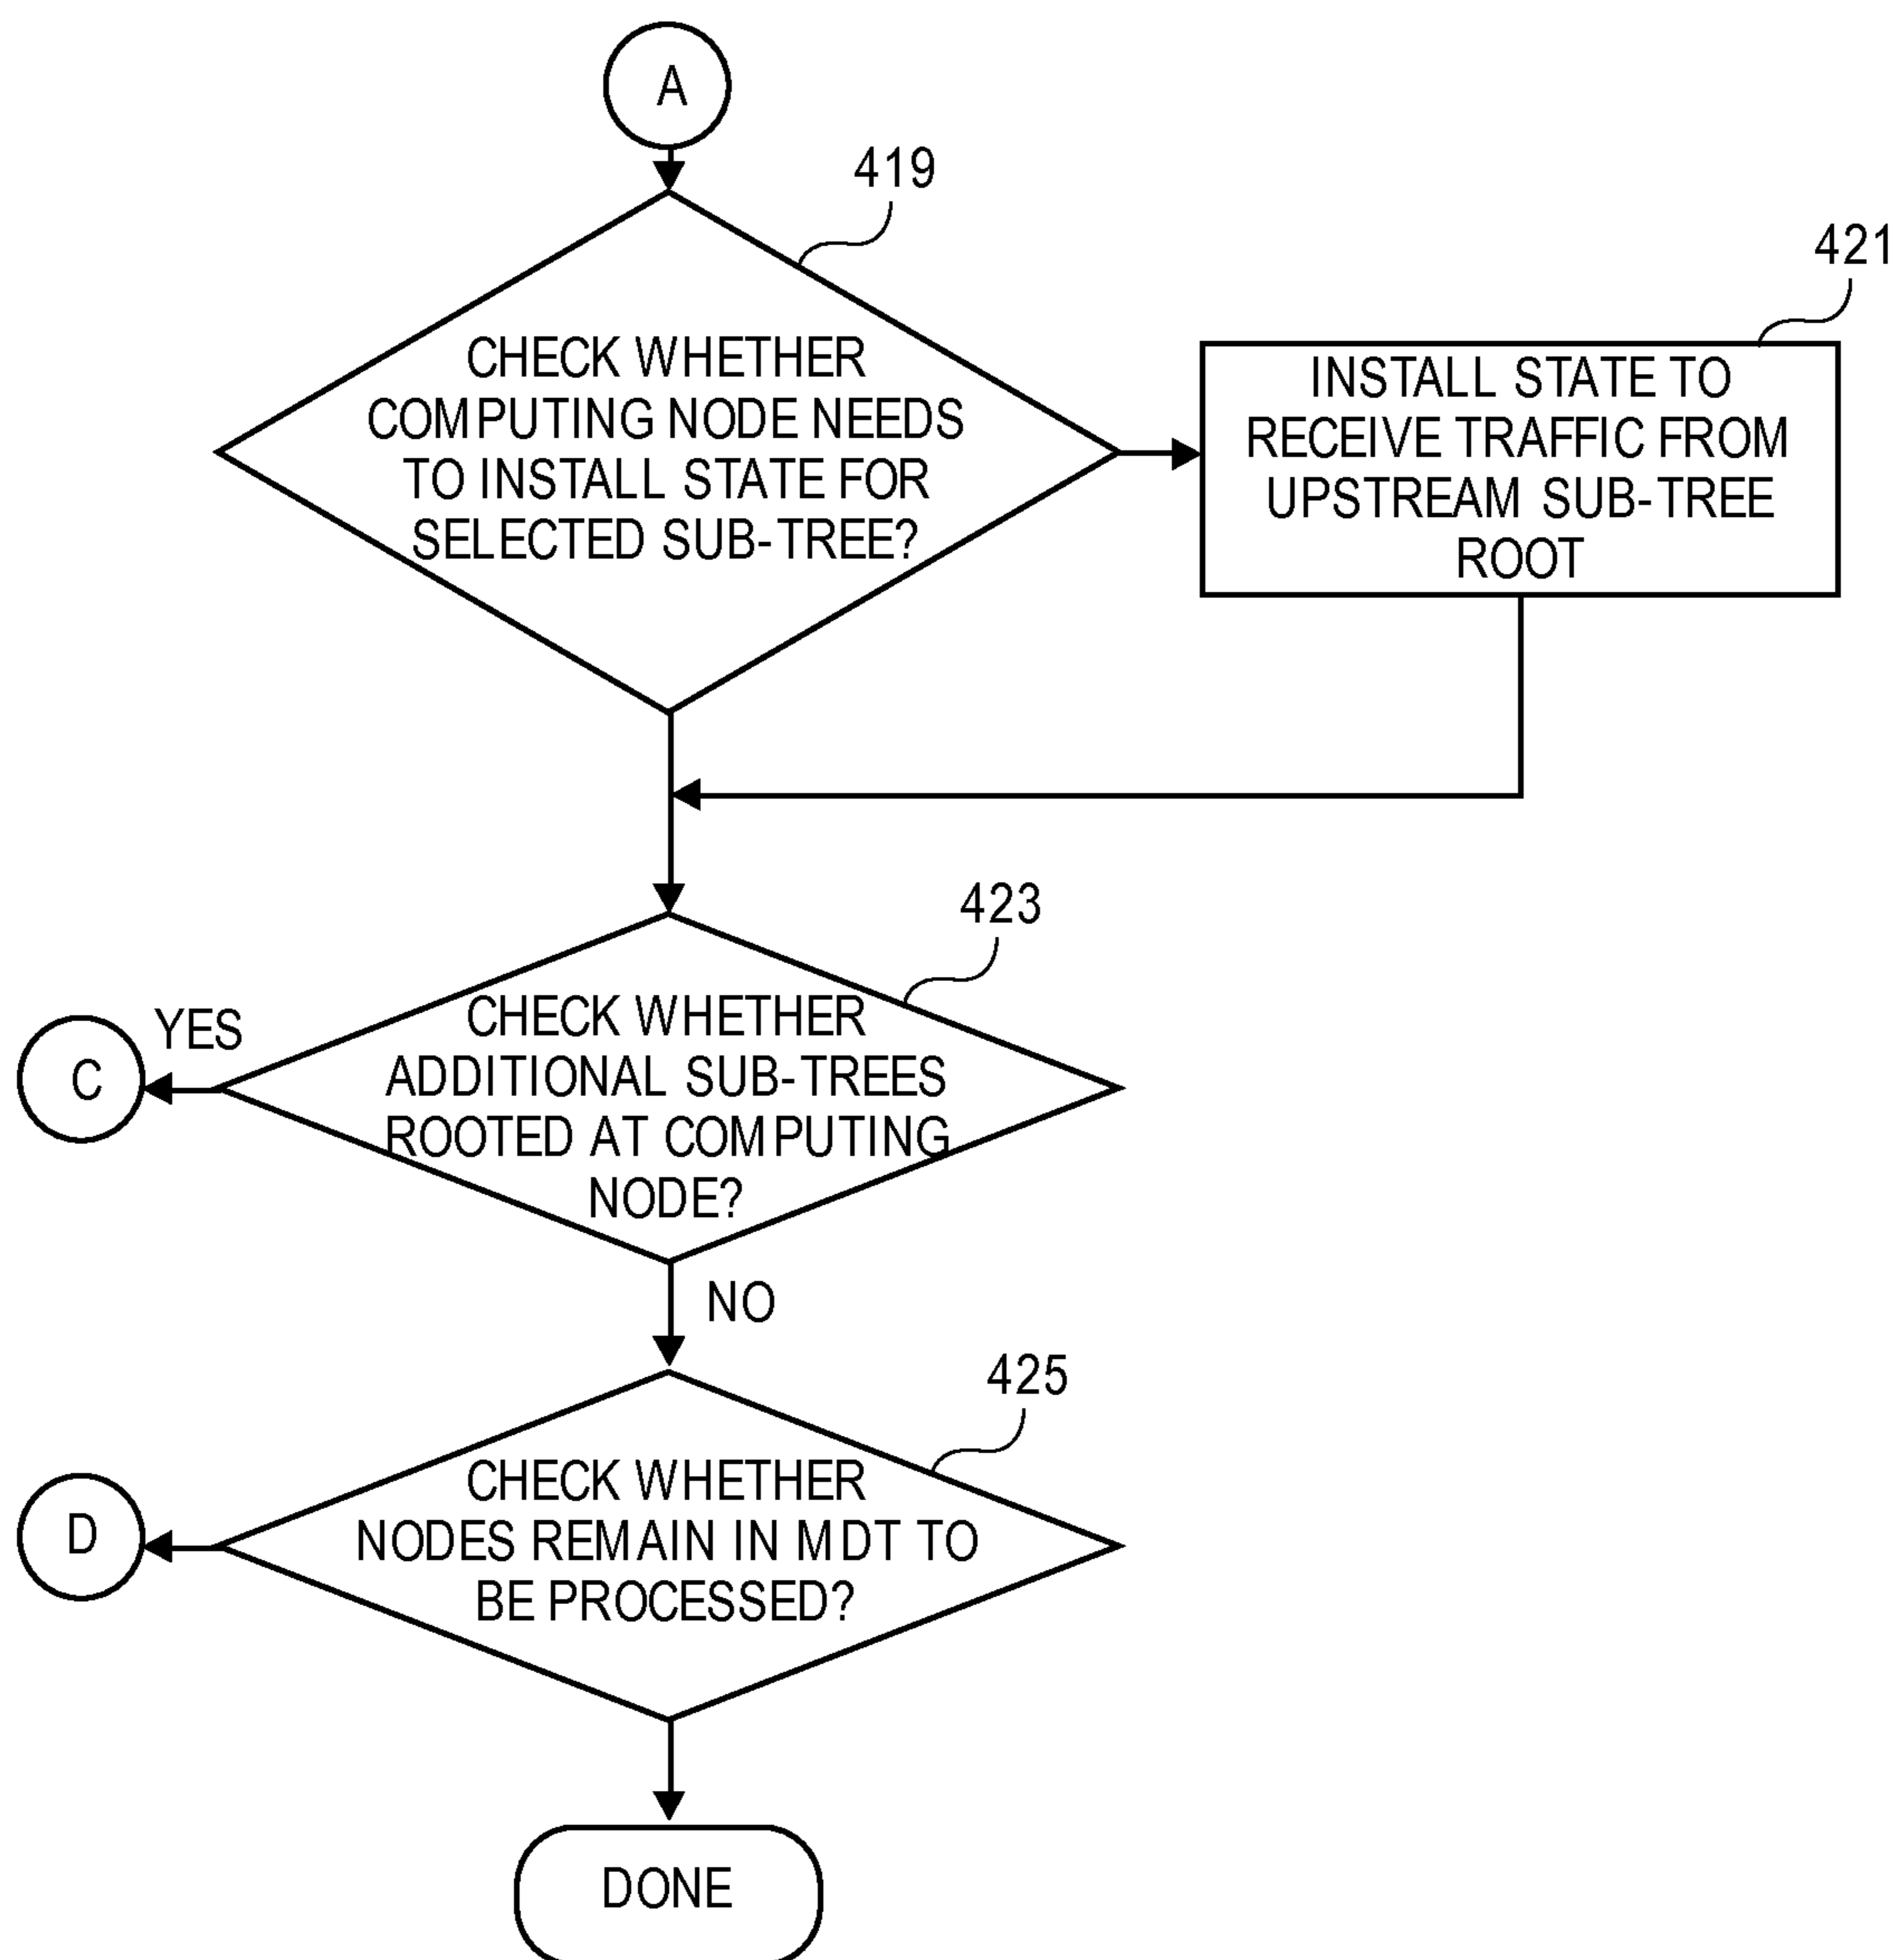 A
419
CHECK WHETHER
COMPUTING NODE NEEDS
TO INSTALL STATE FOR
SELECTED SUB-TREE?
421
INSTALL STATE TO
RECEIVE TRAFFIC FROM
UPSTREAM SUB-TREE
ROOT
423
CHECK WHETHER
ADDITIONAL SUB-TREES
ROOTED AT COMPUTING
NODE?
YES
C
NO
425
CHECK WHETHER
NODES REMAIN IN MDT TO
BE PROCESSED?
D
DONE